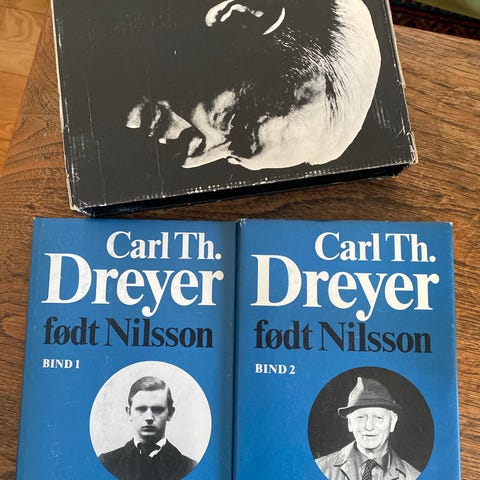 Carl Th.
Dreyer
født Nilsson
BIND 1
Carl Th.
Dreyer
født Nilsson
BIND 2